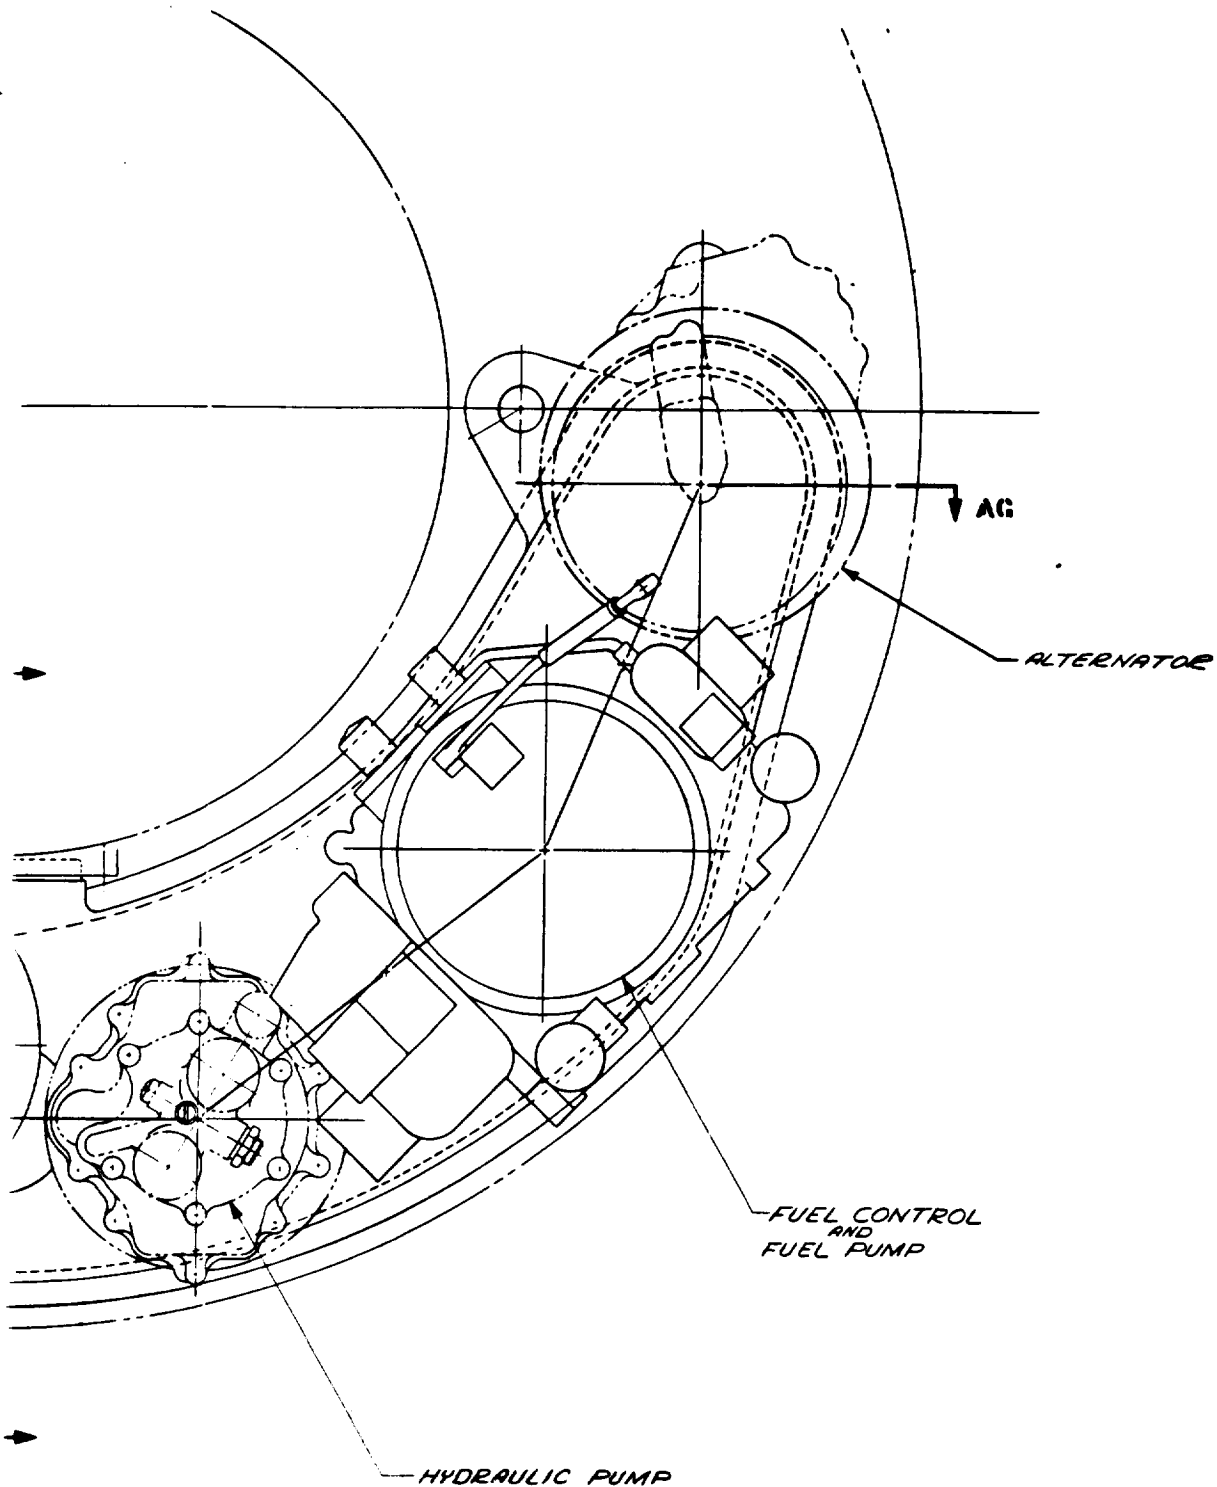 AG
ALTERNATOR
FUEL CONTROL
AND
FUEL PUMP
HYDRAULIC PUMP